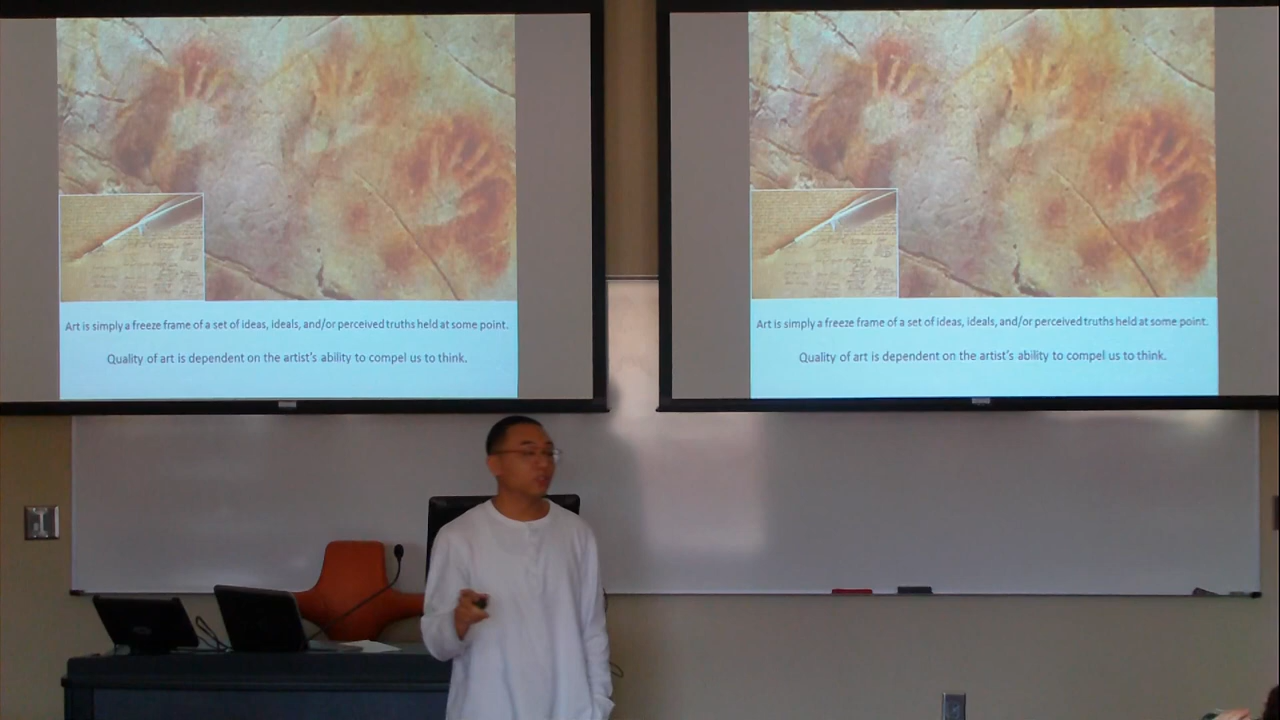 Art is simply a freeze frame of a set of ideas, ideals, and/or perceived truths held at some point.
Quality of art is dependent on the artist's ability to compel us to think.
Art is simply a freeze frame of a set of ideas, ideals, and/or perceived truths held at some point.
Quality of art is dependent on the artist's ability to compel us to think.